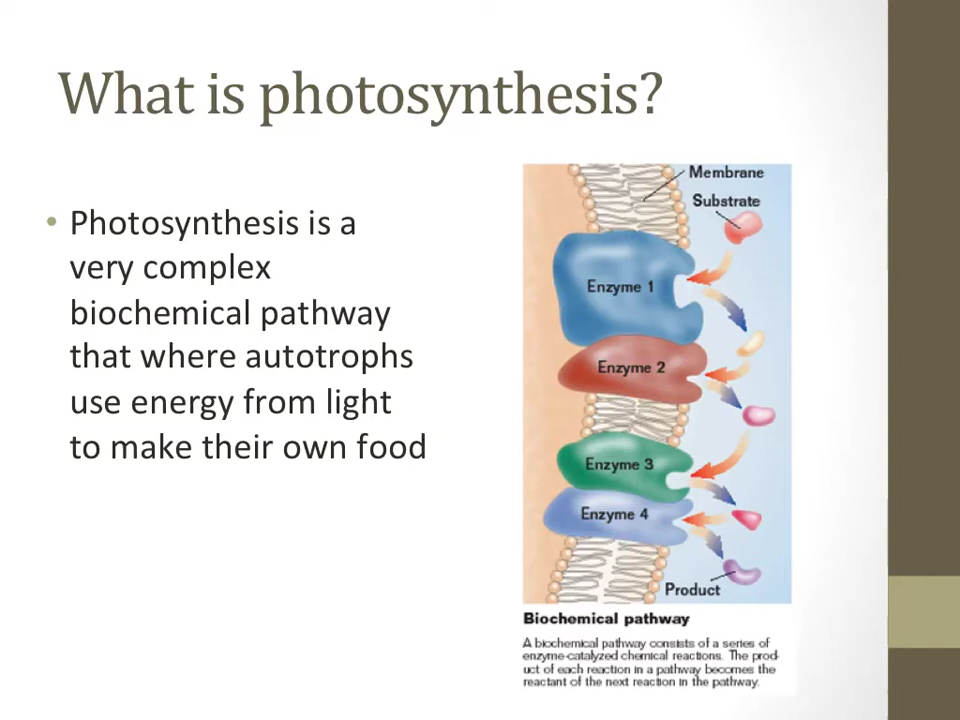 What is photosynthesis?
• Photosynthesis is a
very complex
biochemical pathway
that where autotrophs
use energy from light
to make their own food
Membrane
Substrate
Enzyme 1
Enzyme 2
Enzyme 3
Enzyme 4
Product
Biochemical pathway
A biochemical pathway consists of a series of
enzyme-catalyzed chemical reactions. The prod-
uct of each reaction in a pathway becomes the
reactant of the next reaction in the pathway.